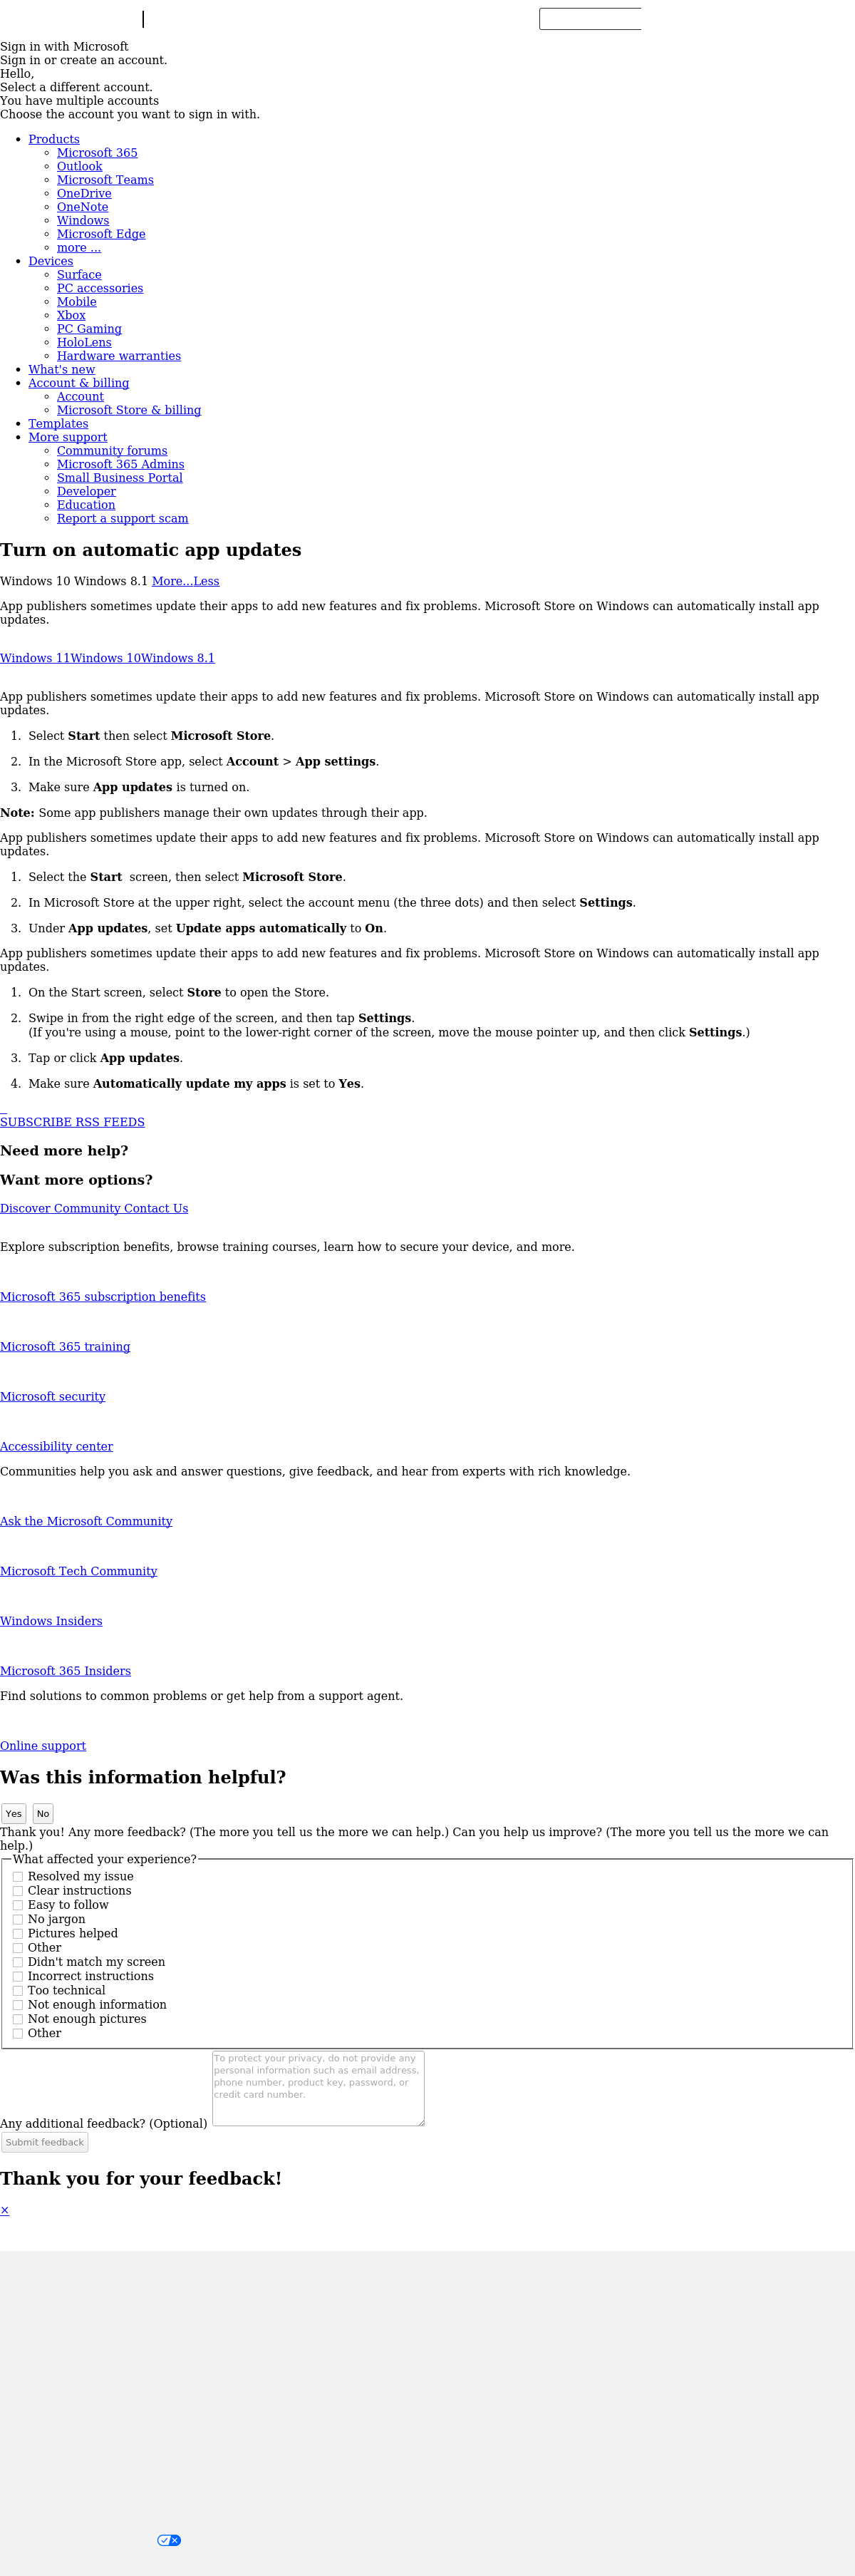 Sign in with Microsoft
Sign in or create an account.
Hello,
Select a different account.
You have multiple accounts
Choose the account you want to sign in with.
Products
Microsoft 365
Outlook
Microsoft Teams
OneDrive
OneNote
Windows
Microsoft Edge
more ...
Devices
Surface
PC accessories
Mobile
Xbox
PC Gaming
HoloLens
Hardware warranties
What's new
Account & billing
Account
Microsoft Store & billing
Templates
More support
Community forums
Microsoft 365 Admins
Small Business Portal
Developer
Education
Report a support scam
Turn on automatic app updates
Windows 10 Windows 8.1 More...Less
App publishers sometimes update their apps to add new features and fix problems. Microsoft Store on Windows can automatically install app
updates.
Windows 11Windows 10Windows 8.1
App publishers sometimes update their apps to add new features and fix problems. Microsoft Store on Windows can automatically install app
updates.
1. Select Start then select Microsoft Store.
2. In the Microsoft Store app, select Account > App settings.
3. Make sure App updates is turned on.
Note: Some app publishers manage their own updates through their app.
App publishers sometimes update their apps to add new features and fix problems. Microsoft Store on Windows can automatically install app
updates.
1. Select the Start screen, then select Microsoft Store.
2. In Microsoft Store at the upper right, select the account menu (the three dots) and then select Settings.
3. Under App updates, set Update apps automatically to On.
App publishers sometimes update their apps to add new features and fix problems. Microsoft Store on Windows can automatically install app
updates.
1. On the Start screen, select Store to open the Store.
2. Swipe in from the right edge of the screen, and then tap Settings.
(If you're using a mouse, point to the lower-right corner of the screen, move the mouse pointer up, and then click Settings.)
3. Tap or click App updates.
4. Make sure Automatically update my apps is set to Yes.
SUBSCRIBE RSS FEEDS
Need more help?
Want more options?
Discover Community Contact Us
Explore subscription benefits, browse training courses, learn how to secure your device, and more.
Microsoft 365 subscription benefits
Microsoft 365 training
Microsoft security
Accessibility center
Communities help you ask and answer questions, give feedback, and hear from experts with rich knowledge.
Ask the Microsoft Community
Microsoft Tech Community
Windows Insiders
Microsoft 365 Insiders
Find solutions to common problems or get help from a support agent.
Online support
Was this information helpful?
Yes No
Thank you! Any more feedback? (The more you tell us the more we can help.) Can you help us improve? (The more you tell us the more we can
help.)
What affected your experience?
Resolved my issue
Clear instructions
Easy to follow
No jargon
Pictures helped
Other
Didn't match my screen
Incorrect instructions
Too technical
Not enough information
Not enough pictures
Other
To protect your privacy, do not provide any
personal information such as email address,
phone number, product key, password, or
credit card number.
Any additional feedback? (Optional)
Submit feedback
Thank you for your feedback!
×